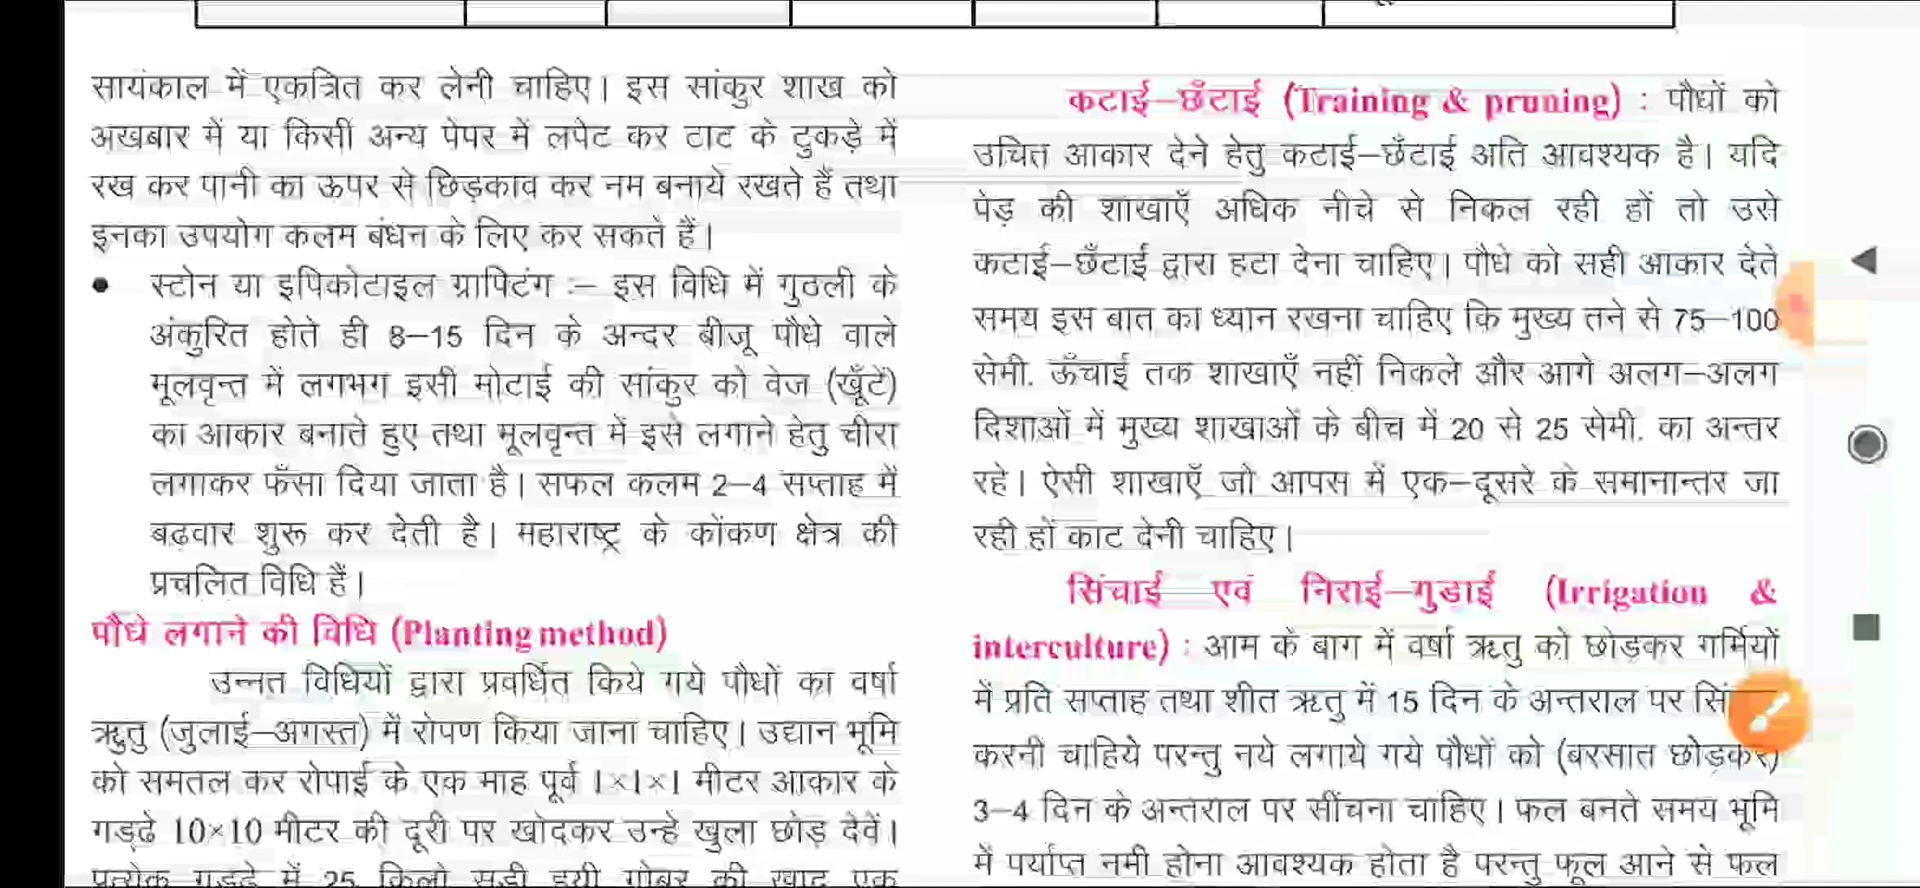 सायंकाल में एकत्रित कर लेनी चाहिए। इस सांकुर शाख को
अखबार में या किसी अन्य पेपर में लपेट कर टाट के टुकड़े में
रख कर पानी का ऊपर से छिड़काव कर नम बनाये रखते हैं तथा
इनका उपयोग कलम बंधन के लिए कर सकते हैं।
• स्टोन या इपिकोटाइल ग्राफ्टिंग :– इस विधि में गुठली के
अंकुरित होते ही 8–15 दिन के अन्दर बीजू पौधे वाले
मूलवृन्त में लगभग इसी मोटाई की सांकुर को वेज (खूँटे)
का आकार बनाते हुए तथा मूलवृन्त में इसे लगाने हेतु चीरा
लगाकर फँसा दिया जाता है। सफल कलम 2–4 सप्ताह में
बढवार शुरू कर देती है। महाराष्ट्र के कोंकण क्षेत्र की
प्रचलित विधि हैं।
पौधे लगाने की विधि (Planting method)
उन्नत विधियों द्वारा प्रवर्धित किये गये पौधों का वर्षा
ऋतु (जुलाई–अगस्त) में रोपण किया जाना चाहिए। उद्यान भूमि
को समतल कर रोपाई के एक माह पूर्व 1×1×1 मीटर आकार के
गड्ढे 10×10 मीटर की दूरी पर खोदकर उन्हे खुला छोड़ देवें।
प्रत्येक गड्ढे में 25 किलो सड़ी हुयी गोबर की खाद एक
कटाई–छँटाई (Training & pruning) : पौधों को
उचित आकार देने हेतु कटाई–छँटाई अति आवश्यक है। यदि
पेड़ की शाखाएँ अधिक नीचे से निकल रही हों तो उसे
कटाई–छँटाई द्वारा हटा देना चाहिए। पौधे को सही आकार देते
समय इस बात का ध्यान रखना चाहिए कि मुख्य तने से 75–100
सेमी. ऊँचाई तक शाखाएँ नहीं निकले और आगे अलग–अलग
दिशाओं में मुख्य शाखाओं के बीच में 20 से 25 सेमी. का अन्तर
रहे। ऐसी शाखाएँ जो आपस में एक–दूसरे के समानान्तर जा
रही हों काट देनी चाहिए।
सिंचाई एवं निराई–गुडाई (Irrigation &
interculture) : आम के बाग में वर्षा ऋतु को छोड़कर गर्मियों
में प्रति सप्ताह तथा शीत ऋतु में 15 दिन के अन्तराल पर
करनी चाहिये परन्तु नये लगाये गये पौधों को (बरसात छोड़कर)
3–4 दिन के अन्तराल पर सींचना चाहिए। फल बनते समय भूमि
में पर्याप्त नमी होना आवश्यक होता है परन्तु फूल आने से फल